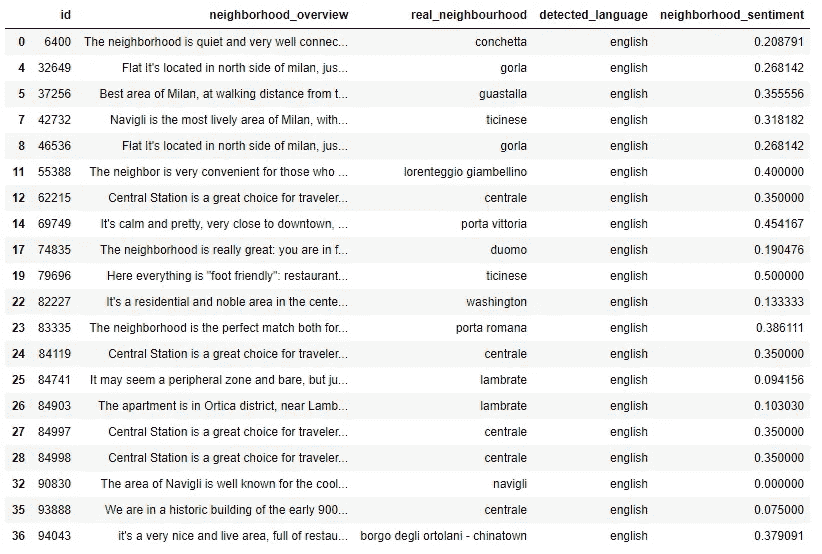 id neighborhood_overview real_neighbourhood detected_language neighborhood_sentiment
0 6400 The neighborhood is quiet and very well connec... conchetta english 0.208791
4 32649 Flat It's located in north side of milan, jus... gorla english 0.268142
5 37256 Best area of Milan, at walking distance from t... guastalla english 0.355556
7 42732 Navigli is the most lively area of Milan, with... ticinese english 0.318182
8 46536 Flat It's located in north side of milan, jus... gorla english 0.268142
11 55388 The neighbor is very convenient for those who ... lorenteggio giambellino english 0.400000
12 62215 Central Station is a great choice for traveler... centrale english 0.350000
14 69749 It's calm and pretty, very close to downtown, ... porta vittoria english 0.454167
17 74835 The neighborhood is really great: you are in f... duomo english 0.190476
19 79696 Here everything is "foot friendly": restaurant... ticinese english 0.500000
22 82227 It's a residential and noble area in the cente... washington english 0.133333
23 83335 The neighborhood is the perfect match both for... porta romana english 0.386111
24 84119 Central Station is a great choice for traveler... centrale english 0.350000
25 84741 It may seem a peripheral zone and bare, but ju... lambrate english 0.094156
26 84903 The apartment is in Ortica district, near Lamb... lambrate english 0.103030
27 84997 Central Station is a great choice for traveler... centrale english 0.350000
28 84998 Central Station is a great choice for traveler... centrale english 0.350000
32 90830 The area of Navigli is well known for the cool... navigli english 0.000000
35 93888 We are in a historic building of the early 900... centrale english 0.075000
36 94043 it's a very nice and live area, full of restau... borgo degli ortolani - chinatown english 0.379091